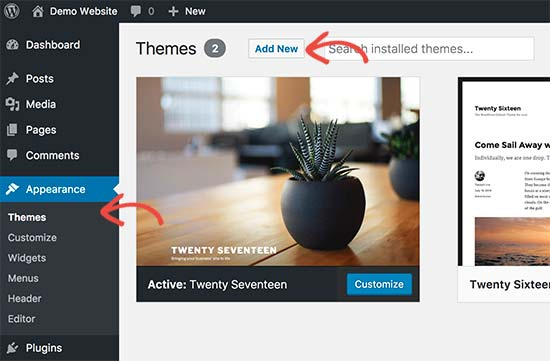 Demo Website 0 + New
Dashboard
Posts
Media
Pages
Comments
Appearance
Themes
Customize
Widgets
Menus
Header
Editor
Plugins
Themes 2 Add New Search installed themes...
TWENTY SEVENTEEN
Bringing your business' site to life
Active: Twenty Seventeen Customize
Twenty Sixteen
Come Sail Away w
Individually, we are one drop. T
Twenty Sixteen